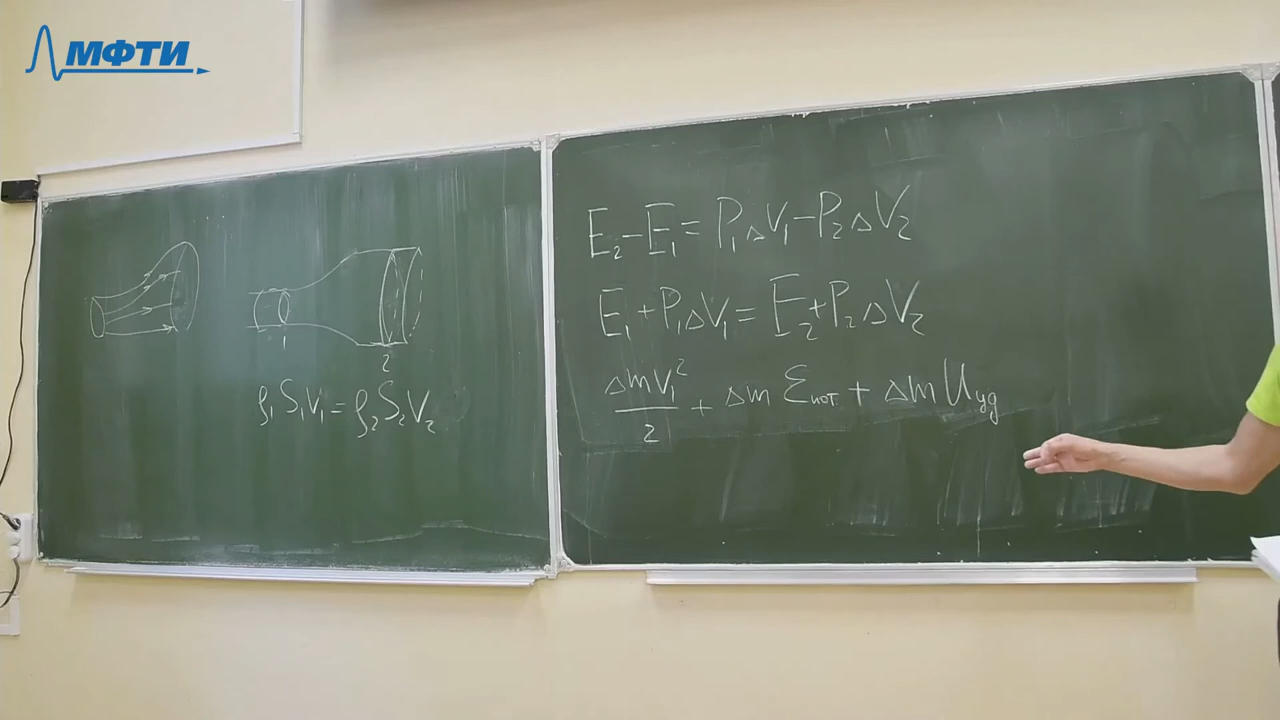 МФТИ
1
2
ρ₁S₁V₁=ρ₂S₂V₂
E₂-E₁=P₁ΔV₁-P₂ΔV₂
E₁+P₁ΔV₁=E₂+P₂ΔV₂
Δmv₁²/2 + Δm ε_пот. + Δm U_уд